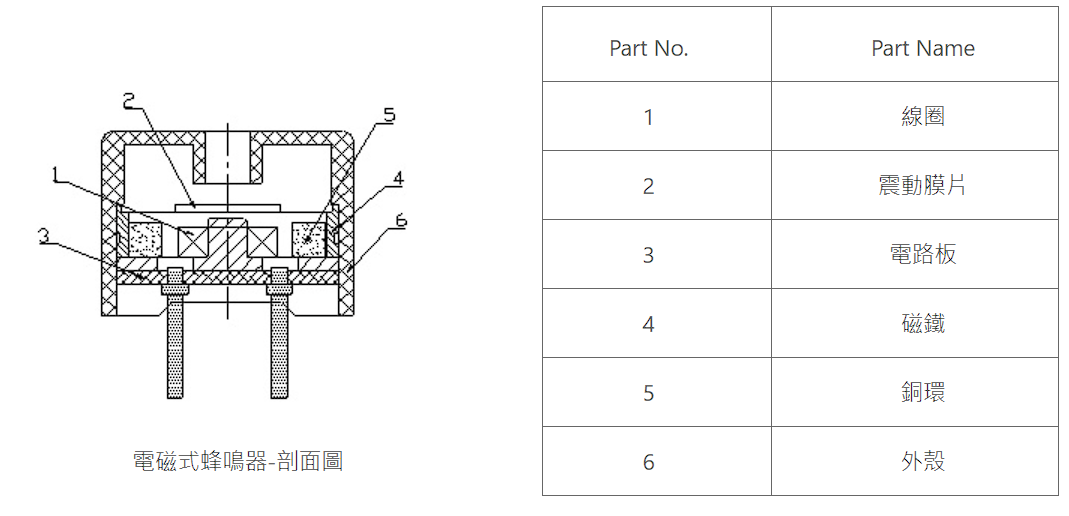 2
5
1
4
6
3
電磁式蜂鳴器-剖面圖
Part No. Part Name
1 線圈
2 震動膜片
3 電路板
4 磁鐵
5 銅環
6 外殼